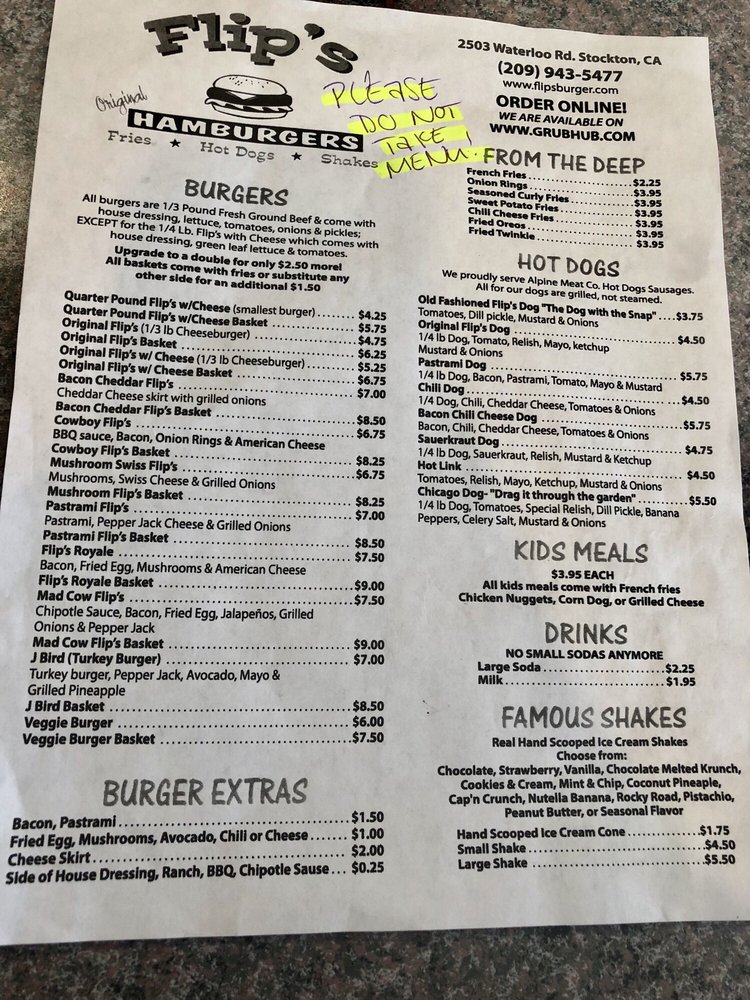 Flip's
Original
HAMBURGERS
Fries ★ Hot Dogs ★ Shakes
PLEASE
DO NOT
TAKE
MENU.
2503 Waterloo Rd. Stockton, CA
(209) 943-5477
www.flipsburger.com
ORDER ONLINE!
WE ARE AVAILABLE ON
WWW.GRUBHUB.COM
BURGERS
All burgers are 1/3 Pound Fresh Ground Beef & come with
house dressing, lettuce, tomatoes, onions & pickles;
EXCEPT for the 1/4 Lb. Flip's with Cheese which comes with
house dressing, green leaf lettuce & tomatoes.
Upgrade to a double for only $2.50 more!
All baskets come with fries or substitute any
other side for an additional $1.50
Quarter Pound Flip's w/Cheese (smallest burger) $4.25
Quarter Pound Flip's w/Cheese Basket $5.75
Original Flip's (1/3 lb Cheeseburger) $4.75
Original Flip's Basket $6.25
Original Flip's w/ Cheese (1/3 lb Cheeseburger) $5.25
Original Flip's w/ Cheese Basket $6.75
Bacon Cheddar Flip's $7.00
Cheddar Cheese skirt with grilled onions
Bacon Cheddar Flip's Basket $8.50
Cowboy Flip's $6.75
BBQ sauce, Bacon, Onion Rings & American Cheese
Cowboy Flip's Basket $8.25
Mushroom Swiss Flip's $6.75
Mushrooms, Swiss Cheese & Grilled Onions
Mushroom Flip's Basket $8.25
Pastrami Flip's $7.00
Pastrami, Pepper Jack Cheese & Grilled Onions
Pastrami Flip's Basket $8.50
Flip's Royale $7.50
Bacon, Fried Egg, Mushrooms & American Cheese
Flip's Royale Basket $9.00
Mad Cow Flip's $7.50
Chipotle Sauce, Bacon, Fried Egg, Jalapeños, Grilled
Onions & Pepper Jack
Mad Cow Flip's Basket $9.00
J Bird (Turkey Burger) $7.00
Turkey burger, Pepper Jack, Avocado, Mayo &
Grilled Pineapple
J Bird Basket $8.50
Veggie Burger $6.00
Veggie Burger Basket $7.50
BURGER EXTRAS
Bacon, Pastrami $1.50
Fried Egg, Mushrooms, Avocado, Chili or Cheese $1.00
Cheese Skirt $2.00
Side of House Dressing, Ranch, BBQ, Chipotle Sause $0.25
FROM THE DEEP
French Fries $2.25
Onion Rings $3.95
Seasoned Curly Fries $3.95
Sweet Potato Fries $3.95
Chili Cheese Fries $3.95
Fried Oreos $3.95
Fried Twinkie $3.95
HOT DOGS
We proudly serve Alpine Meat Co. Hot Dogs Sausages.
All for our dogs are grilled, not steamed.
Old Fashioned Flip's Dog "The Dog with the Snap" $3.75
Tomatoes, Dill pickle, Mustard & Onions
Original Flip's Dog $4.50
1/4 lb Dog, Tomato, Relish, Mayo, ketchup
Mustard & Onions
Pastrami Dog $5.75
1/4 lb Dog, Bacon, Pastrami, Tomato, Mayo & Mustard
Chili Dog $4.50
1/4 Dog, Chili, Cheddar Cheese, Tomatoes & Onions
Bacon Chili Cheese Dog $5.75
Bacon, Chili, Cheddar Cheese, Tomatoes & Onions
Sauerkraut Dog $4.75
1/4 lb Dog, Sauerkraut, Relish, Mustard & Ketchup
Hot Link $4.50
Tomatoes, Relish, Mayo, Ketchup, Mustard & Onions
Chicago Dog- "Drag it through the garden" $5.50
1/4 lb Dog, Tomatoes, Special Relish, Dill Pickle, Banana
Peppers, Celery Salt, Mustard & Onions
KIDS MEALS
$3.95 EACH
All kids meals come with French fries
Chicken Nuggets, Corn Dog, or Grilled Cheese
DRINKS
NO SMALL SODAS ANYMORE
Large Soda $2.25
Milk $1.95
FAMOUS SHAKES
Real Hand Scooped Ice Cream Shakes
Choose from:
Chocolate, Strawberry, Vanilla, Chocolate Melted Krunch,
Cookies & Cream, Mint & Chip, Coconut Pineaple,
Cap'n Crunch, Nutella Banana, Rocky Road, Pistachio,
Peanut Butter, or Seasonal Flavor
Hand Scooped Ice Cream Cone $1.75
Small Shake $4.50
Large Shake $5.50